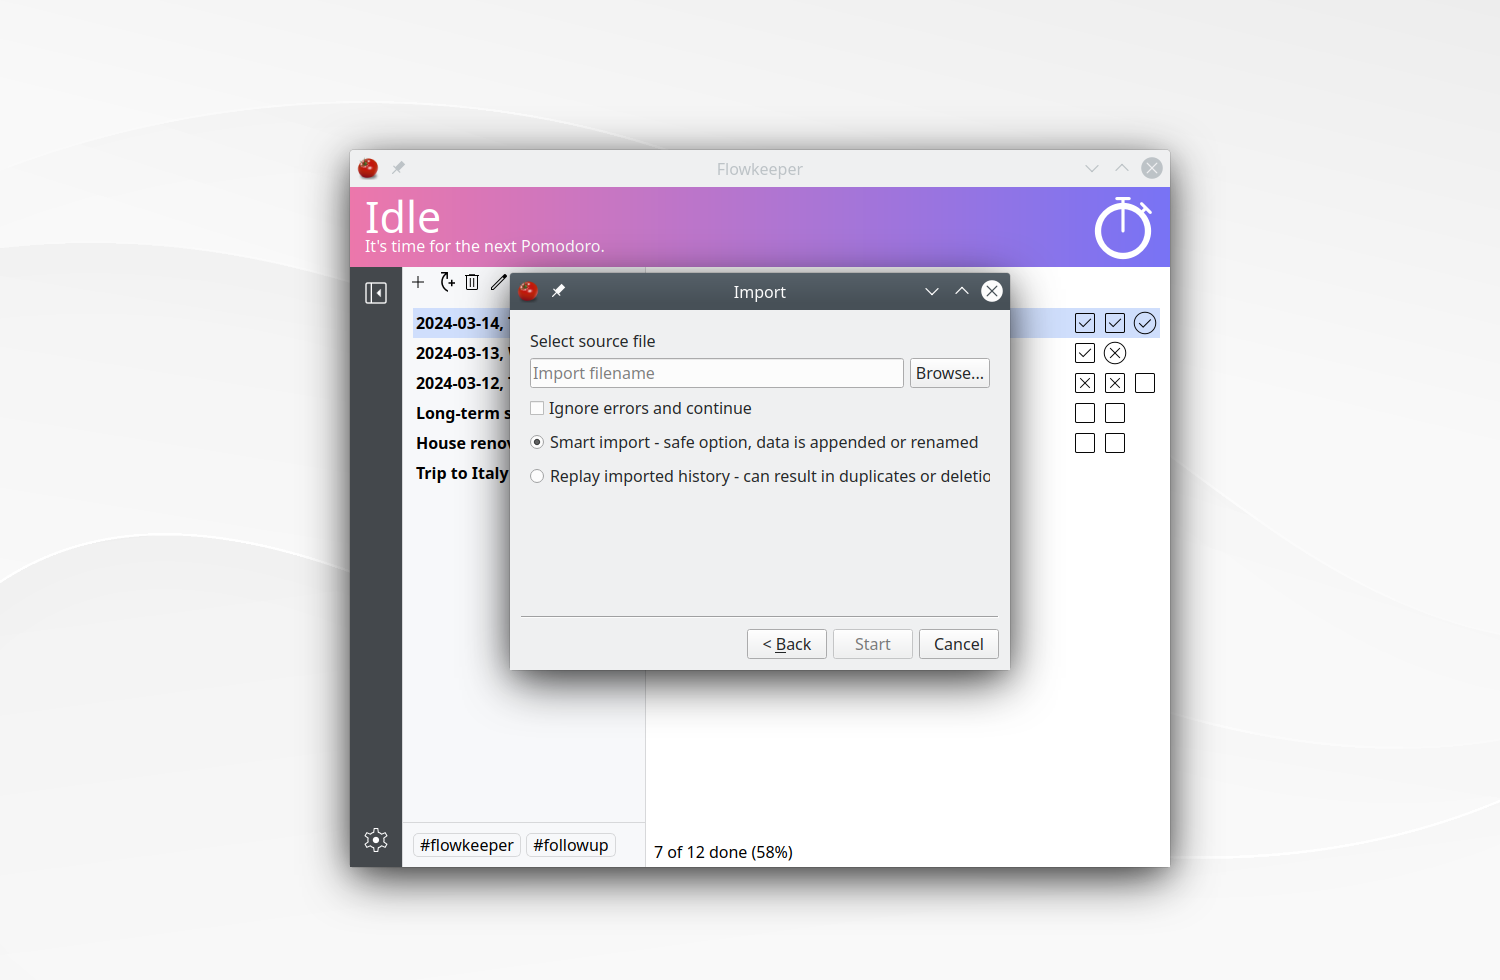 Flowkeeper
Idle
It's time for the next Pomodoro.
Import
2024-03-14,
2024-03-13,
2024-03-12,
Long-term
House
Trip to Italy
Select source file
Import filename
Browse...
Ignore errors and continue
Smart import - safe option, data is appended or renamed
Replay imported history - can result in duplicates or
< Back
Start
Cancel
#flowkeeper
#followup
7 of 12 done (58%)